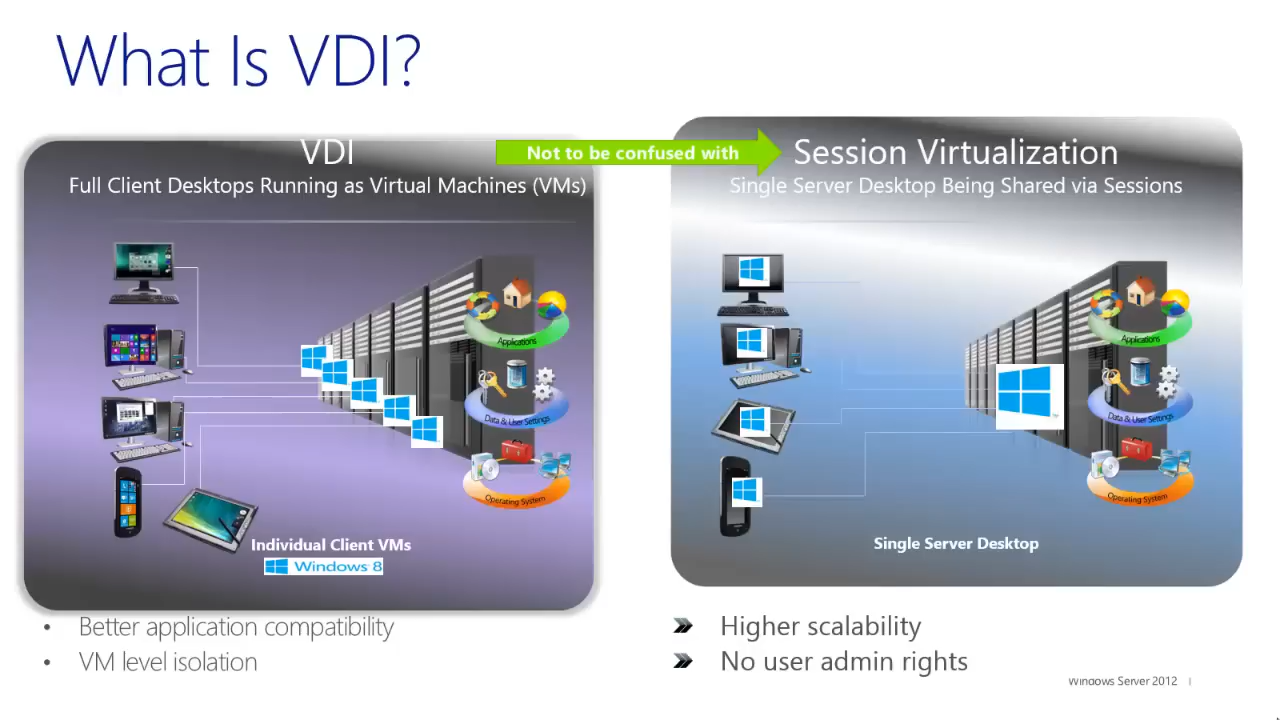 What Is VDI?
VDI
Full Client Desktops Running as Virtual Machines (VMs)
Applications
Data & User Settings
Operating System
Individual Client VMs
Windows 8
• Better application compatibility
• VM level isolation
Not to be confused with
Session Virtualization
Single Server Desktop Being Shared via Sessions
Applications
Data & User Settings
Operating System
Single Server Desktop
Higher scalability
No user admin rights
Windows Server 2012 |